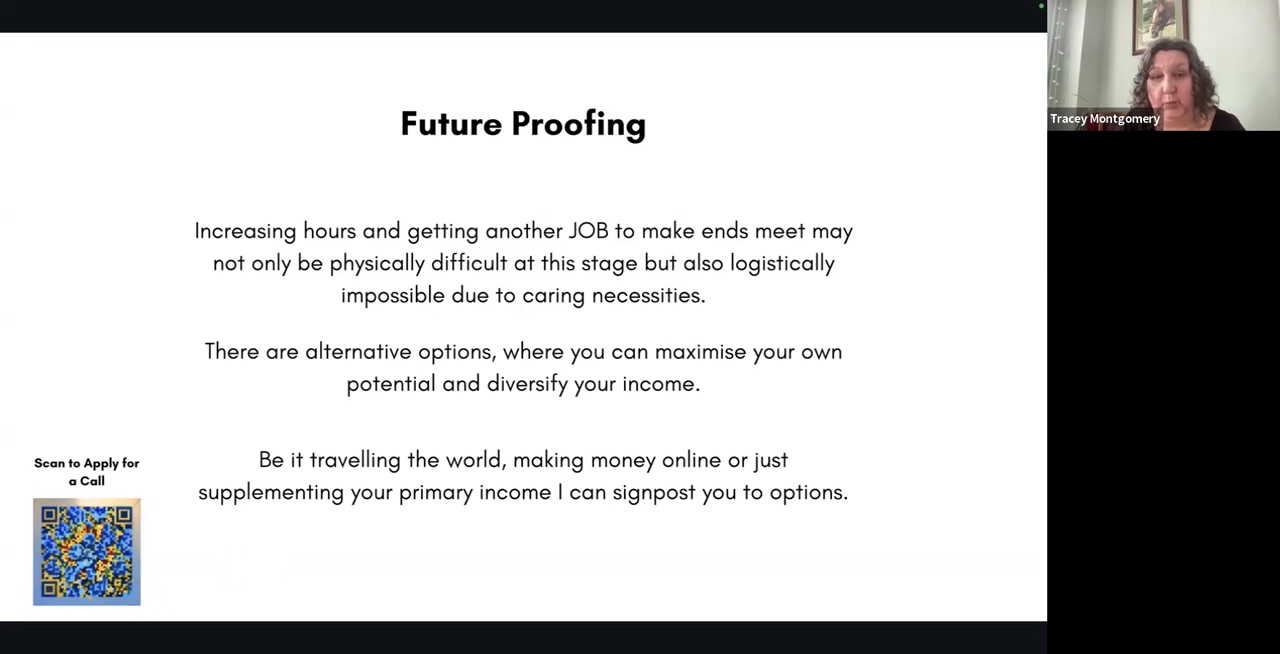 Future Proofing
Increasing hours and getting another JOB to make ends meet may
not only be physically difficult at this stage but also logistically
impossible due to caring necessities.
There are alternative options, where you can maximise your own
potential and diversify your income.
Be it travelling the world, making money online or just
supplementing your primary income I can signpost you to options.
Scan to Apply for
a Call
Tracey Montgomery